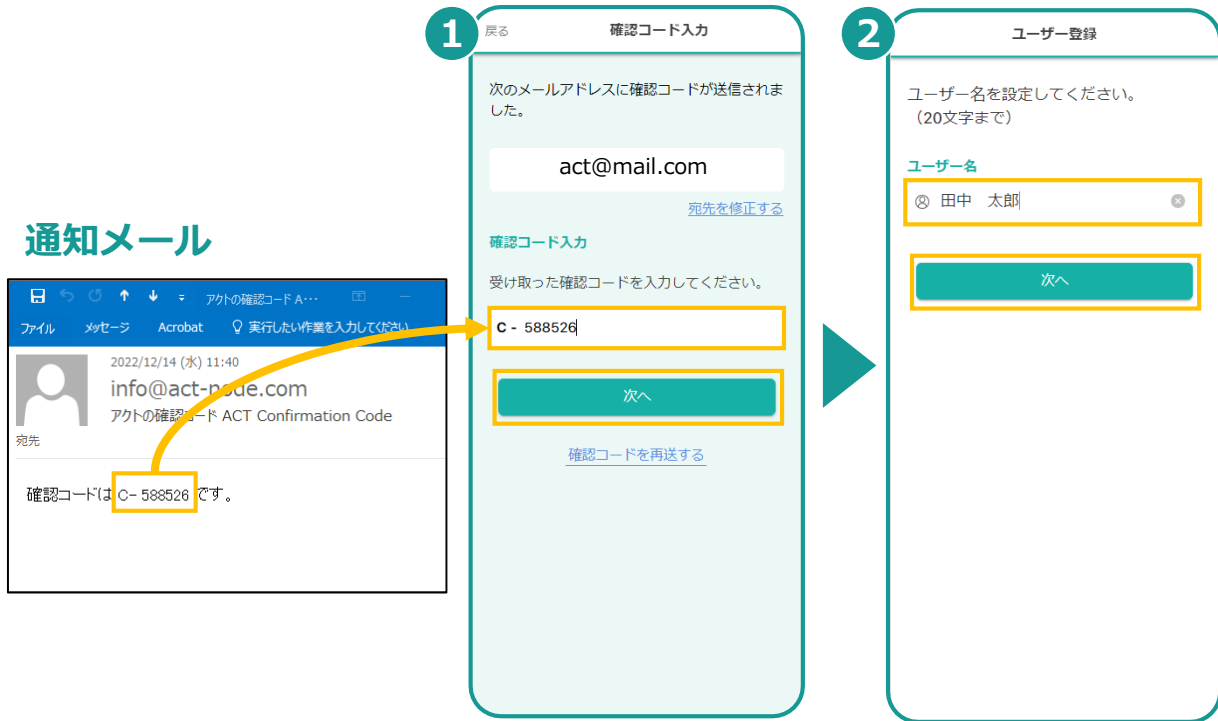 通知メール
アクトの確認コード A…
ファイル メッセージ Acrobat 実行したい作業を入力してください
2022/12/14 (水) 11:40
info@act-node.com
アクトの確認コード ACT Confirmation Code
宛先
確認コードは C- 588526 です。
1
戻る 確認コード入力
次のメールアドレスに確認コードが送信されま
した。
act@mail.com
宛先を修正する
確認コード入力
受け取った確認コードを入力してください。
C - 588526
次へ
確認コードを再送する
2
ユーザー登録
ユーザー名を設定してください。
（20文字まで）
ユーザー名
田中 太郎
次へ